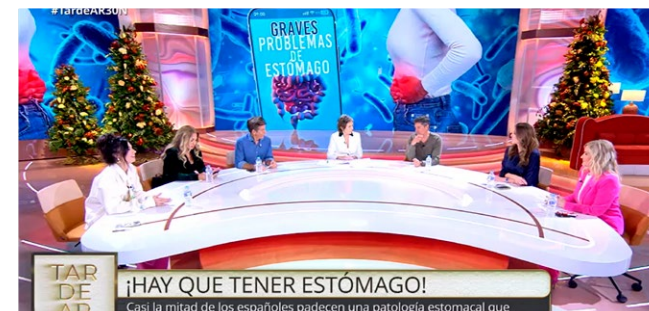 #TardeAR30N
GRAVES
PROBLEMAS
DE
ESTÓMAGO
TAR
DE
AR
¡HAY QUE TENER ESTÓMAGO!
Casi la mitad de los españoles padecen una patología estomacal que